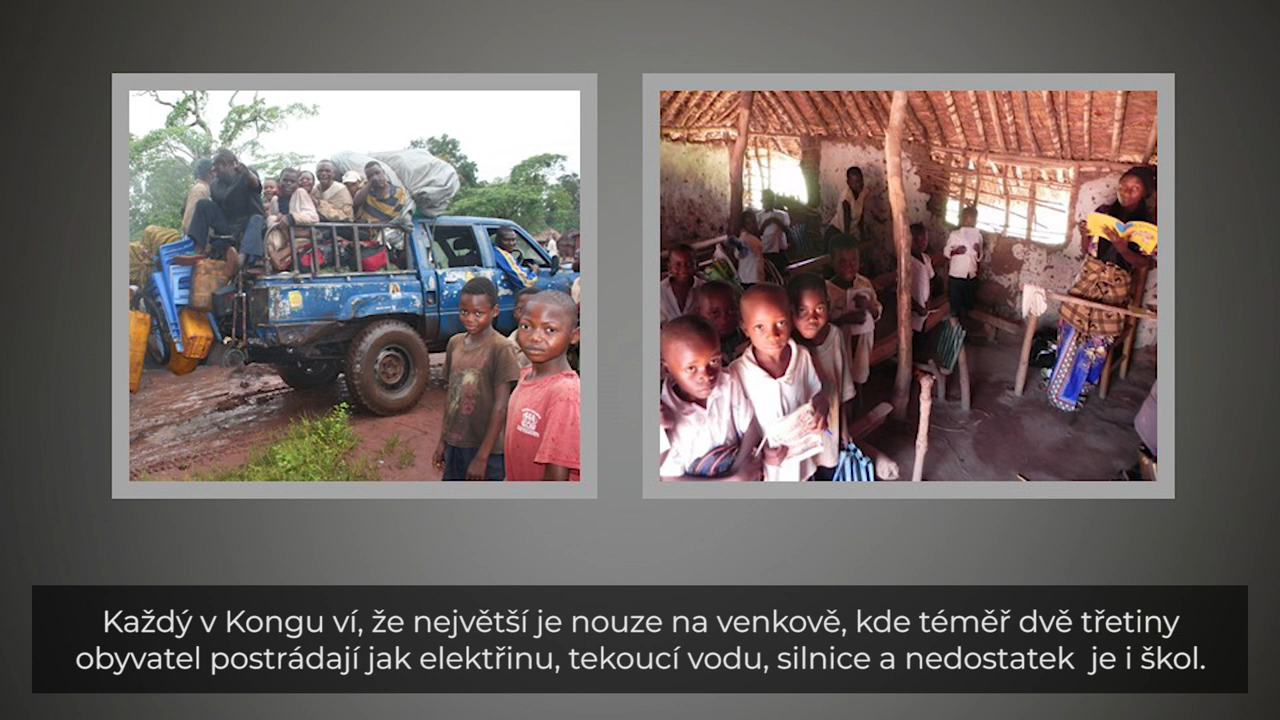 Každý v Kongu ví, že největší je nouze na venkově, kde téměř dvě třetiny
obyvatel postrádají jak elektřinu, tekoucí vodu, silnice a nedostatek  je i škol.